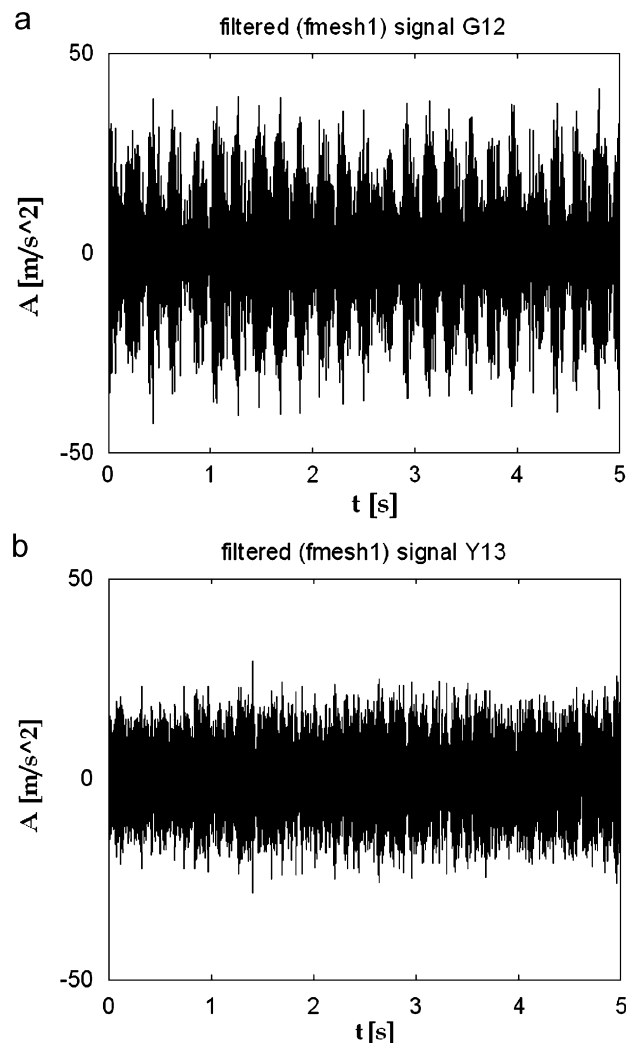 a
filtered (fmesh1) signal G12
50
A [m/s^2]
0
-50
0 1 2 3 4 5
t [s]
b
filtered (fmesh1) signal Y13
50
A [m/s^2]
0
-50
0 1 2 3 4 5
t [s]